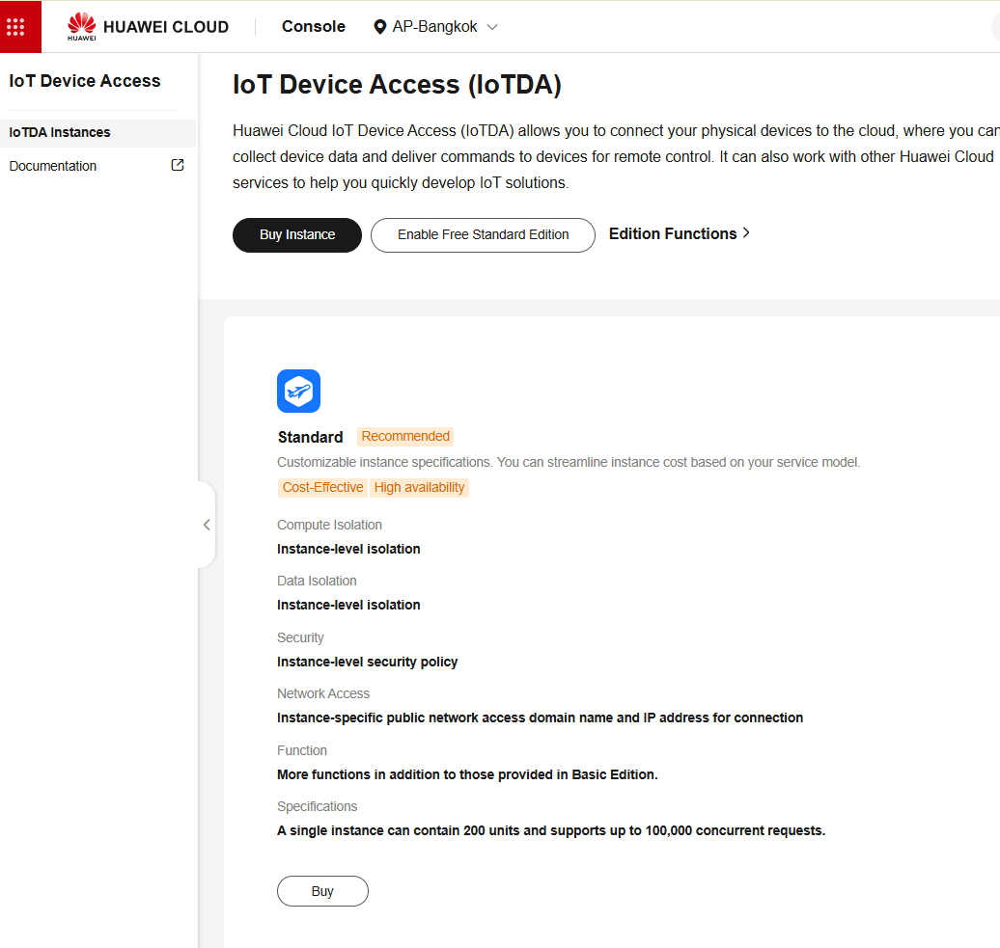 HUAWEI
HUAWEI CLOUD
Console
AP-Bangkok
IoT Device Access
IoTDA Instances
Documentation
IoT Device Access (IoTDA)
Huawei Cloud IoT Device Access (IoTDA) allows you to connect your physical devices to the cloud, where you can
collect device data and deliver commands to devices for remote control. It can also work with other Huawei Cloud
services to help you quickly develop IoT solutions.
Buy Instance
Enable Free Standard Edition
Edition Functions
Standard
Recommended
Customizable instance specifications. You can streamline instance cost based on your service model.
Cost-Effective
High availability
Compute Isolation
Instance-level isolation
Data Isolation
Instance-level isolation
Security
Instance-level security policy
Network Access
Instance-specific public network access domain name and IP address for connection
Function
More functions in addition to those provided in Basic Edition.
Specifications
A single instance can contain 200 units and supports up to 100,000 concurrent requests.
Buy